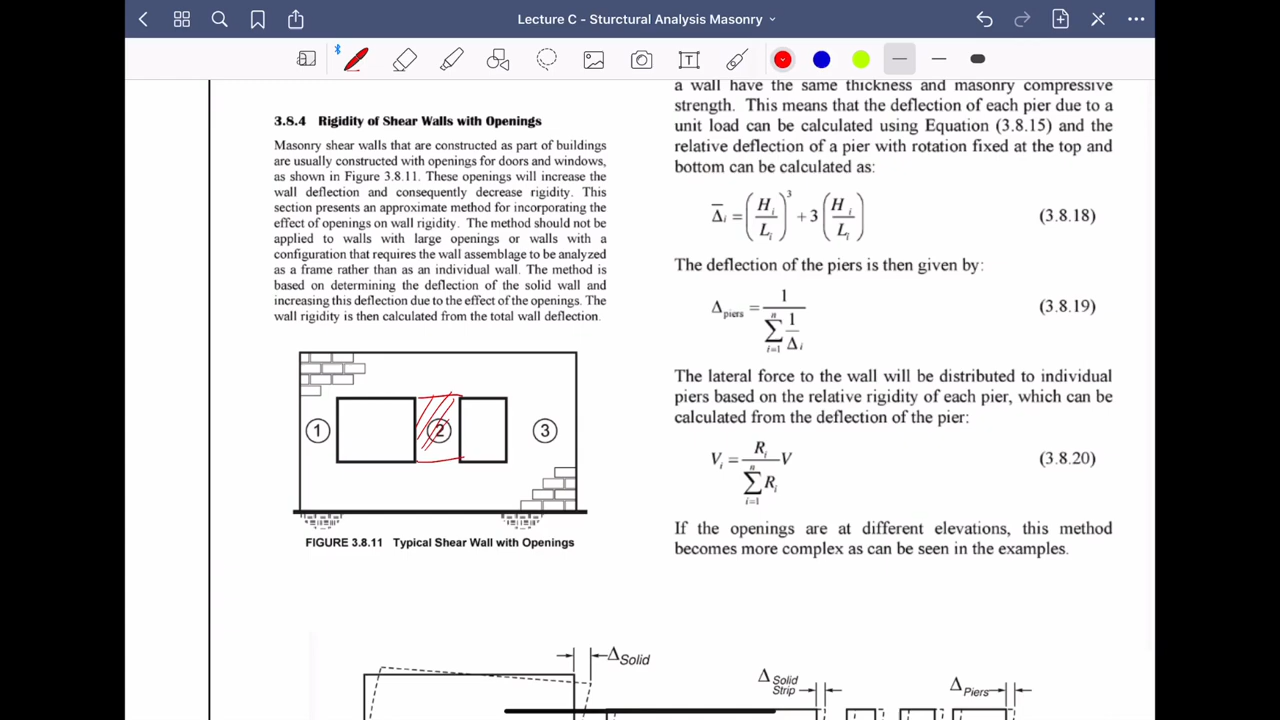 Lecture C - Sturctural Analysis Masonry
3.8.4 Rigidity of Shear Walls with Openings
Masonry shear walls that are constructed as part of buildings
are usually constructed with openings for doors and windows,
as shown in Figure 3.8.11. These openings will increase the
wall deflection and consequently decrease rigidity. This
section presents an approximate method for incorporating the
effect of openings on wall rigidity. The method should not be
applied to walls with large openings or walls with a
configuration that requires the wall assemblage to be analyzed
as a frame rather than as an individual wall. The method is
based on determining the deflection of the solid wall and
increasing this deflection due to the effect of the openings. The
wall rigidity is then calculated from the total wall deflection.
1 2 3
FIGURE 3.8.11 Typical Shear Wall with Openings
a wall have the same thickness and masonry compressive
strength. This means that the deflection of each pier due to a
unit load can be calculated using Equation (3.8.15) and the
relative deflection of a pier with rotation fixed at the top and
bottom can be calculated as:
Δ̅ᵢ = (Hᵢ / Lᵢ)³ + 3 (Hᵢ / Lᵢ) (3.8.18)
The deflection of the piers is then given by:
Δpiers = 1 / Σⁿᵢ₌₁ 1/Δᵢ (3.8.19)
The lateral force to the wall will be distributed to individual
piers based on the relative rigidity of each pier, which can be
calculated from the deflection of the pier:
Vᵢ = Rᵢ / Σⁿᵢ₌₁ Rᵢ V (3.8.20)
If the openings are at different elevations, this method
becomes more complex as can be seen in the examples.
ΔSolid
ΔSolid Strip
ΔPiers